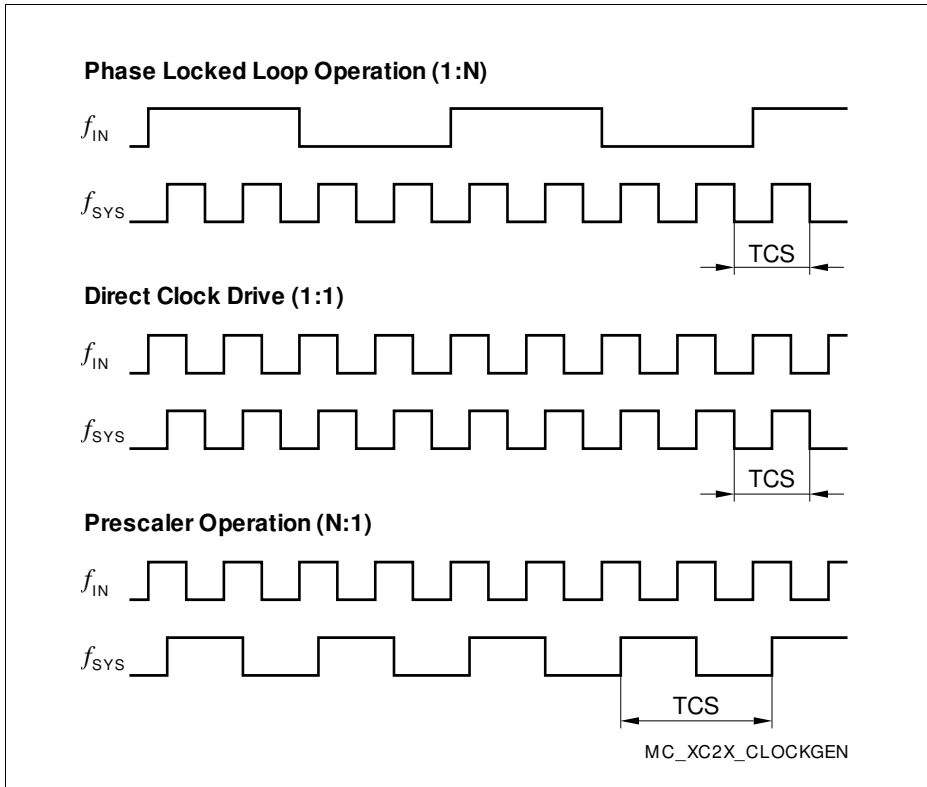 Phase Locked Loop Operation (1:N)
fIN
fSYS
TCS
Direct Clock Drive (1:1)
fIN
fSYS
TCS
Prescaler Operation (N:1)
fIN
fSYS
TCS
MC_XC2X_CLOCKGEN